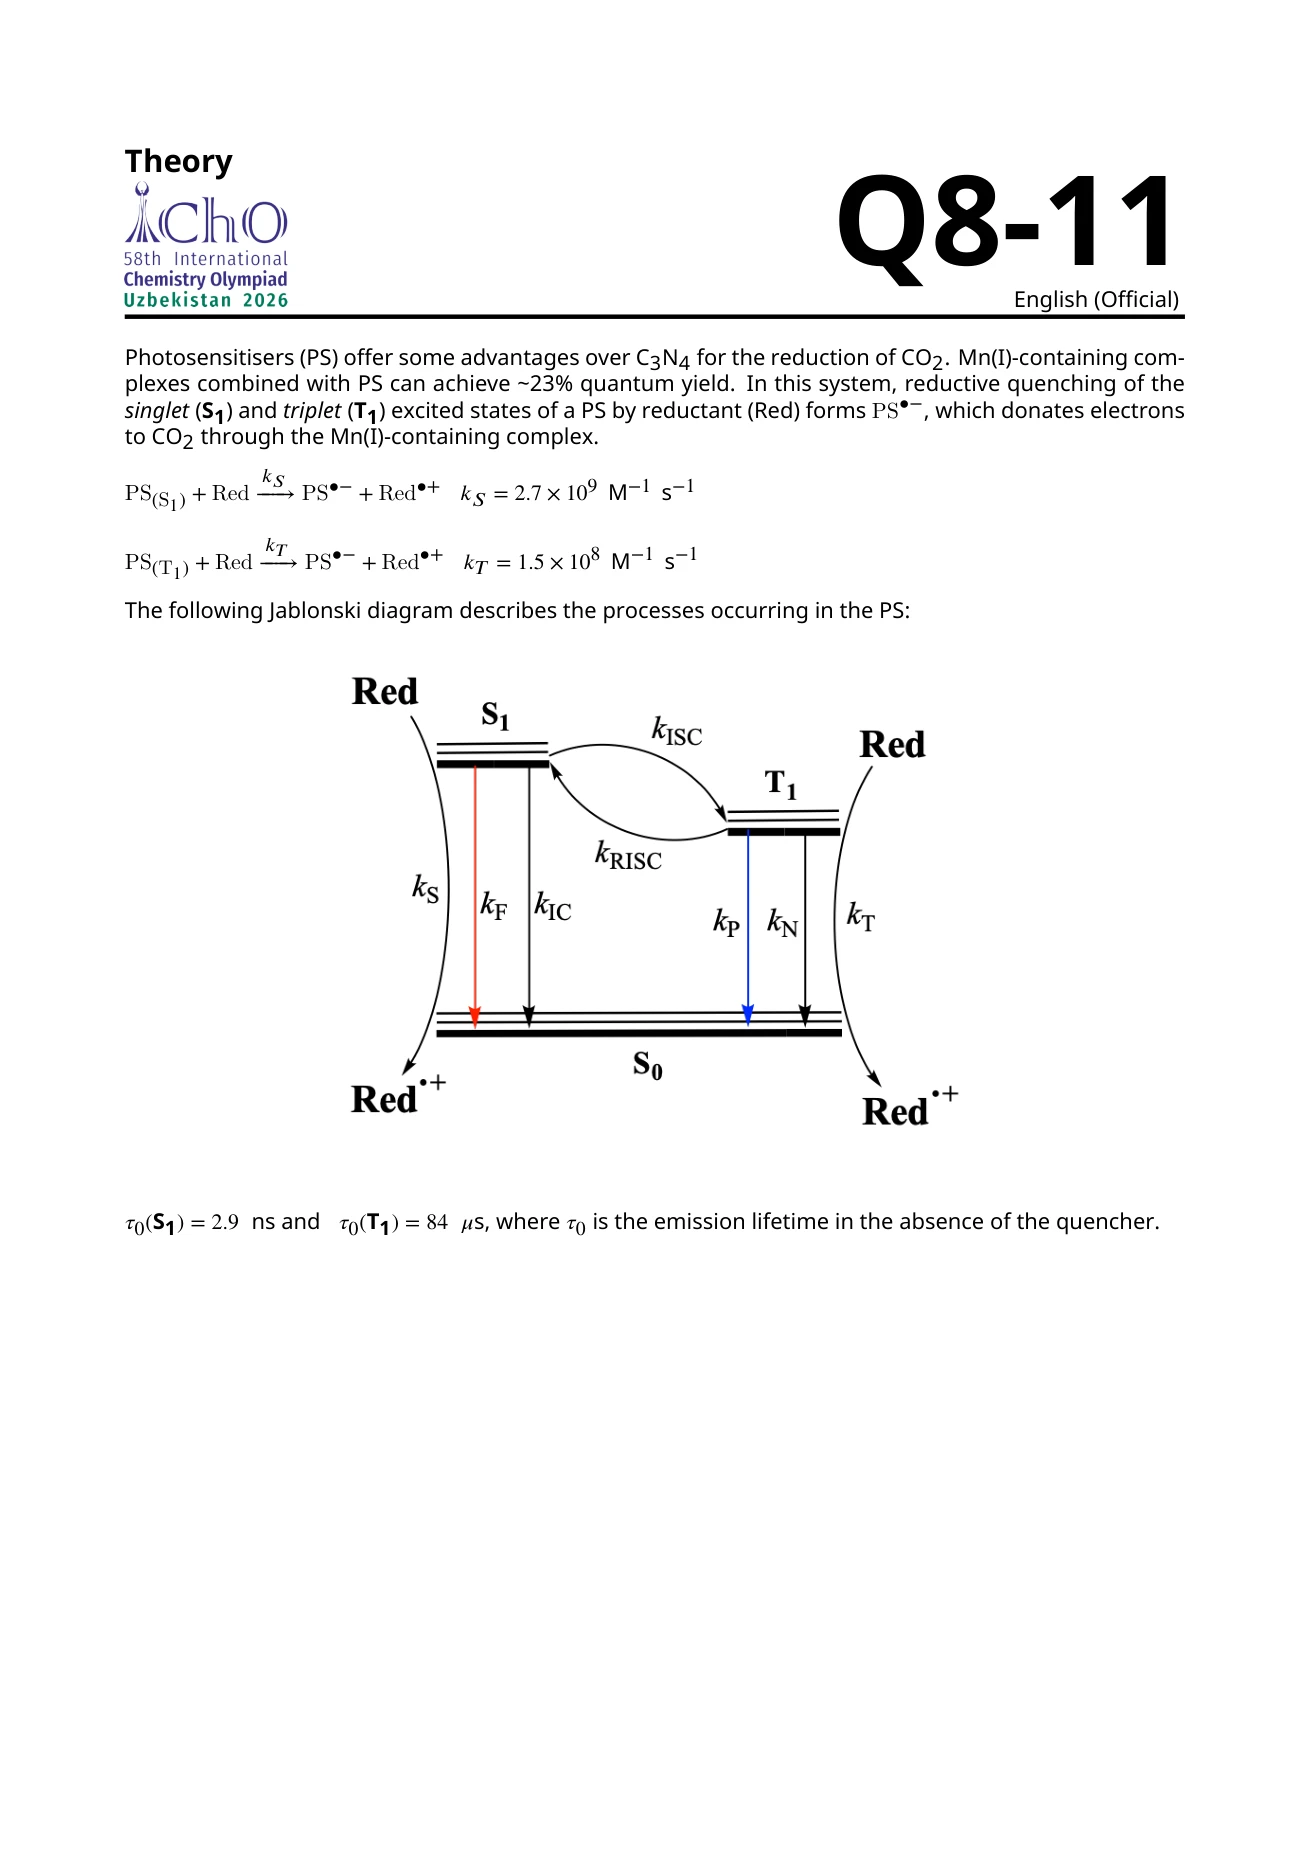 Theory
iChO
58th International
Chemistry Olympiad
Uzbekistan 2026
Q8-11
English (Official)
Photosensitisers (PS) offer some advantages over C₃N₄ for the reduction of CO₂. Mn(I)-containing com-
plexes combined with PS can achieve ~23% quantum yield. In this system, reductive quenching of the
singlet (S₁) and triplet (T₁) excited states of a PS by reductant (Red) forms PS●−, which donates electrons
to CO₂ through the Mn(I)-containing complex.
PS(S₁) + Red —kS→ PS●− + Red●+ kS = 2.7 × 10⁹ M⁻¹ s⁻¹
PS(T₁) + Red —kT→ PS●− + Red●+ kT = 1.5 × 10⁸ M⁻¹ s⁻¹
The following Jablonski diagram describes the processes occurring in the PS:
Red
S₁
kISC
Red
T₁
kRISC
kS
kF
kIC
kP
kN
kT
S₀
Red•+
Red•+
τ₀(S₁) = 2.9 ns and τ₀(T₁) = 84 μs, where τ₀ is the emission lifetime in the absence of the quencher.